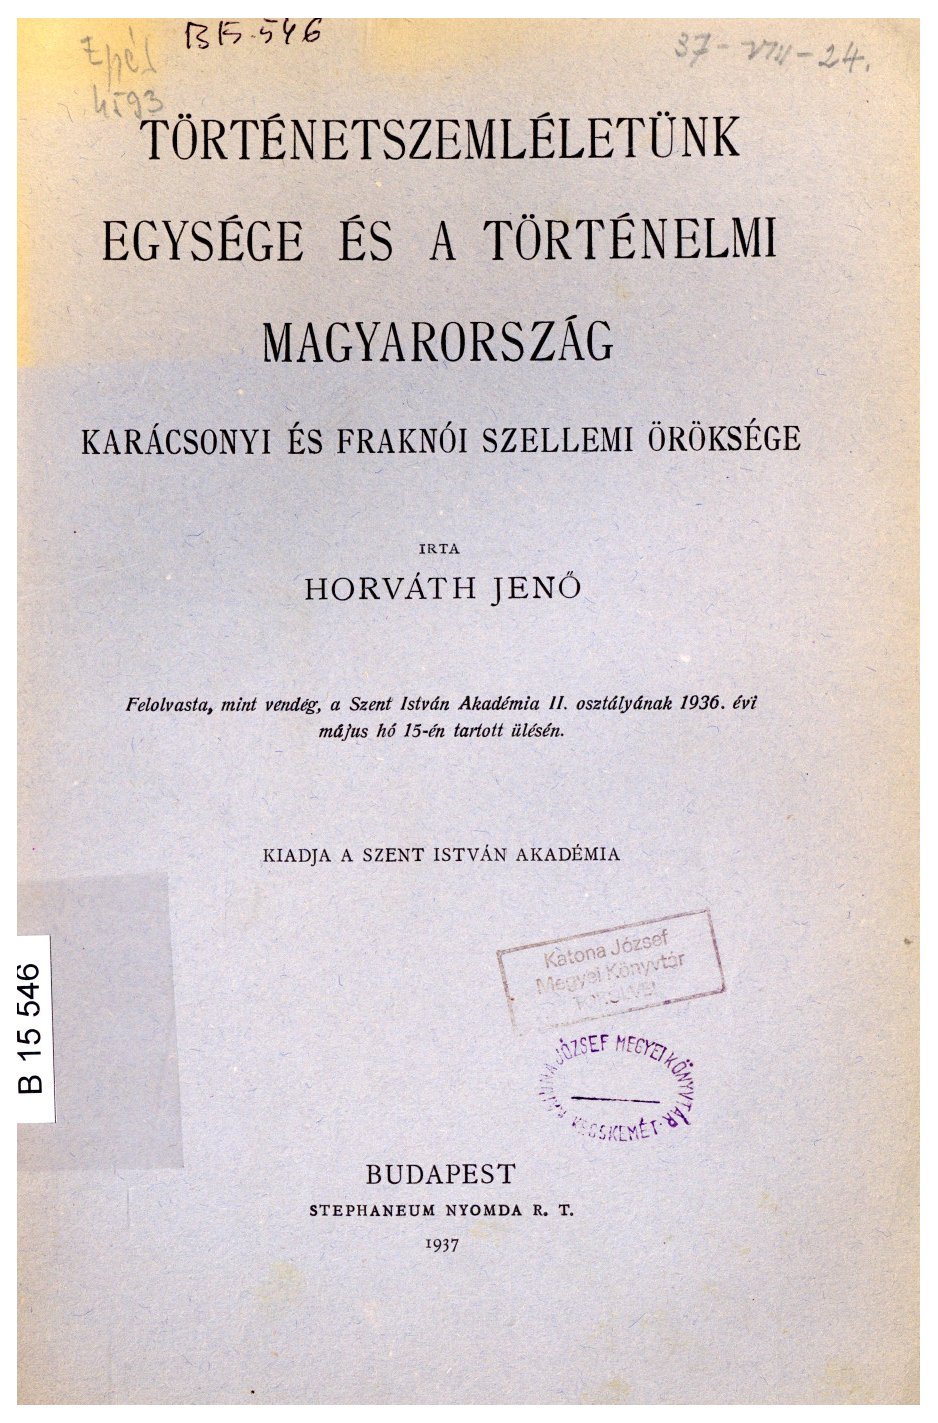 B 15.546
37-VIII-24.
TÖRTÉNETSZEMLÉLETÜNK
EGYSÉGE ÉS A TÖRTÉNELMI
MAGYARORSZÁG
KARÁCSONYI ÉS FRAKNÓI SZELLEMI ÖRÖKSÉGE
IRTA
HORVÁTH JENŐ
Felolvasta, mint vendég, a Szent István Akadémia II. osztályának 1936. évi
május hó 15-én tartott ülésén.
KIADJA A SZENT ISTVÁN AKADÉMIA
Katona József
Megyei Könyvtár
B 15 546
JÓZSEF MEGYEI KÖNYVTÁR
KECSKEMÉT
BUDAPEST
STEPHANEUM NYOMDA R. T.
1937